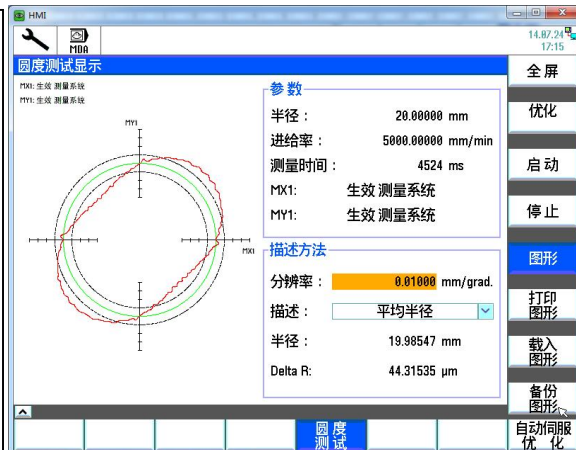 HMI
14.07.24
17:15
MDA
圆度测试显示
MX1: 生效 测量系统
MY1: 生效 测量系统
MY1
MX1
参数
半径： 20.00000 mm
进给率： 5000.00000 mm/min
测量时间： 4524 ms
MX1: 生效 测量系统
MY1: 生效 测量系统
描述方法
分辨率： 0.01000 mm/grad.
描述： 平均半径
半径： 19.98547 mm
Delta R: 44.31535 µm
全屏
优化
启动
停止
图形
打印
图形
载入
图形
备份
图形
圆度
测试
自动伺服
优 化